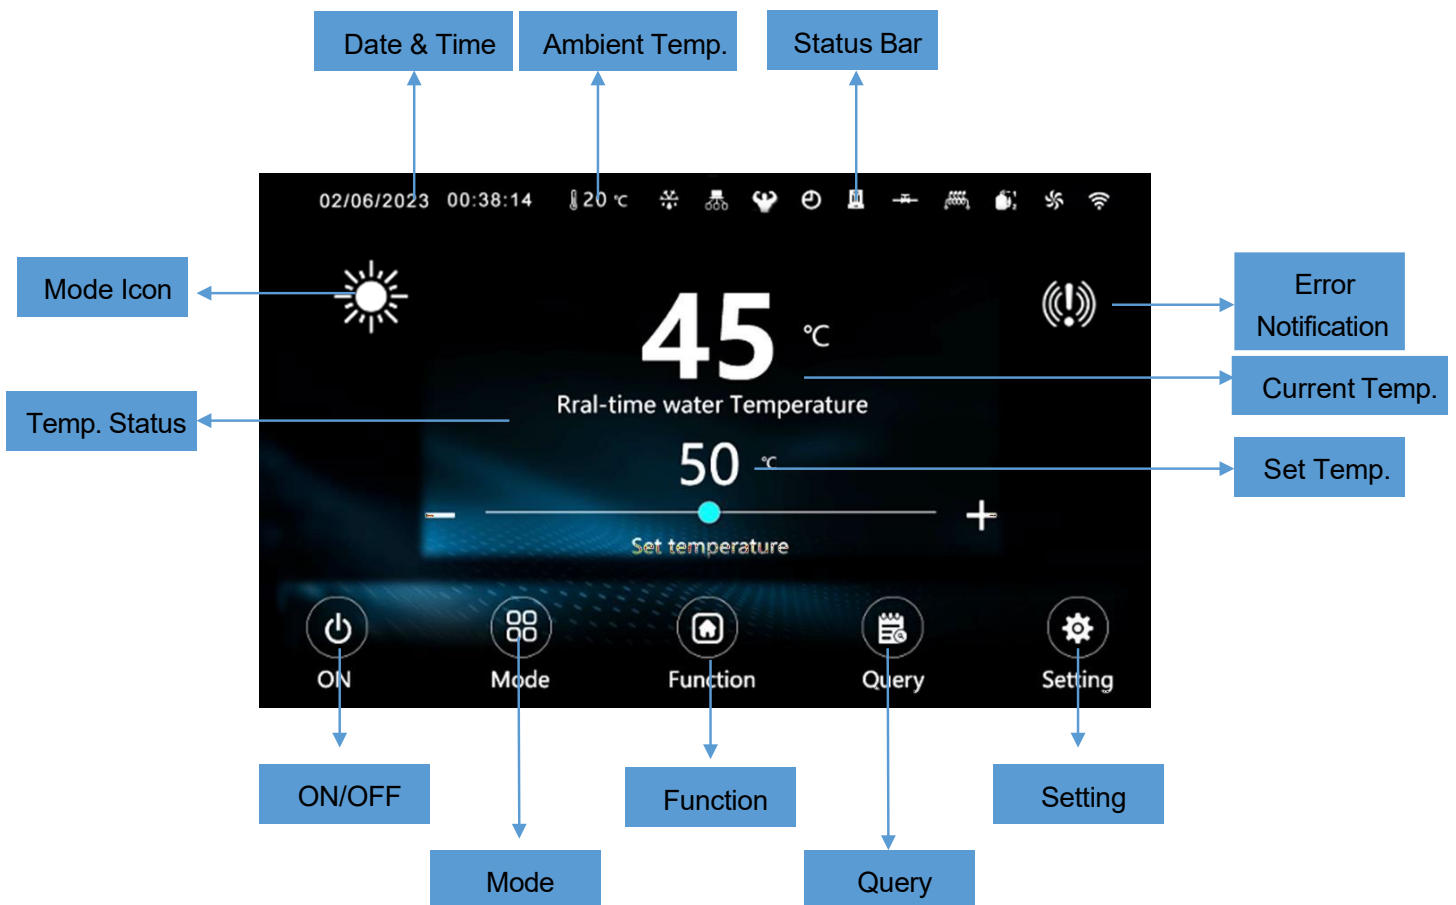 Date & Time
Ambient Temp.
Status Bar
02/06/2023 00:38:14 20 ℃
Mode Icon
Error
Notification
45 ℃
Current Temp.
Rral-time water Temperature
Temp. Status
50 ℃
Set Temp.
Set temperature
ON
Mode
Function
Query
Setting
ON/OFF
Function
Setting
Mode
Query